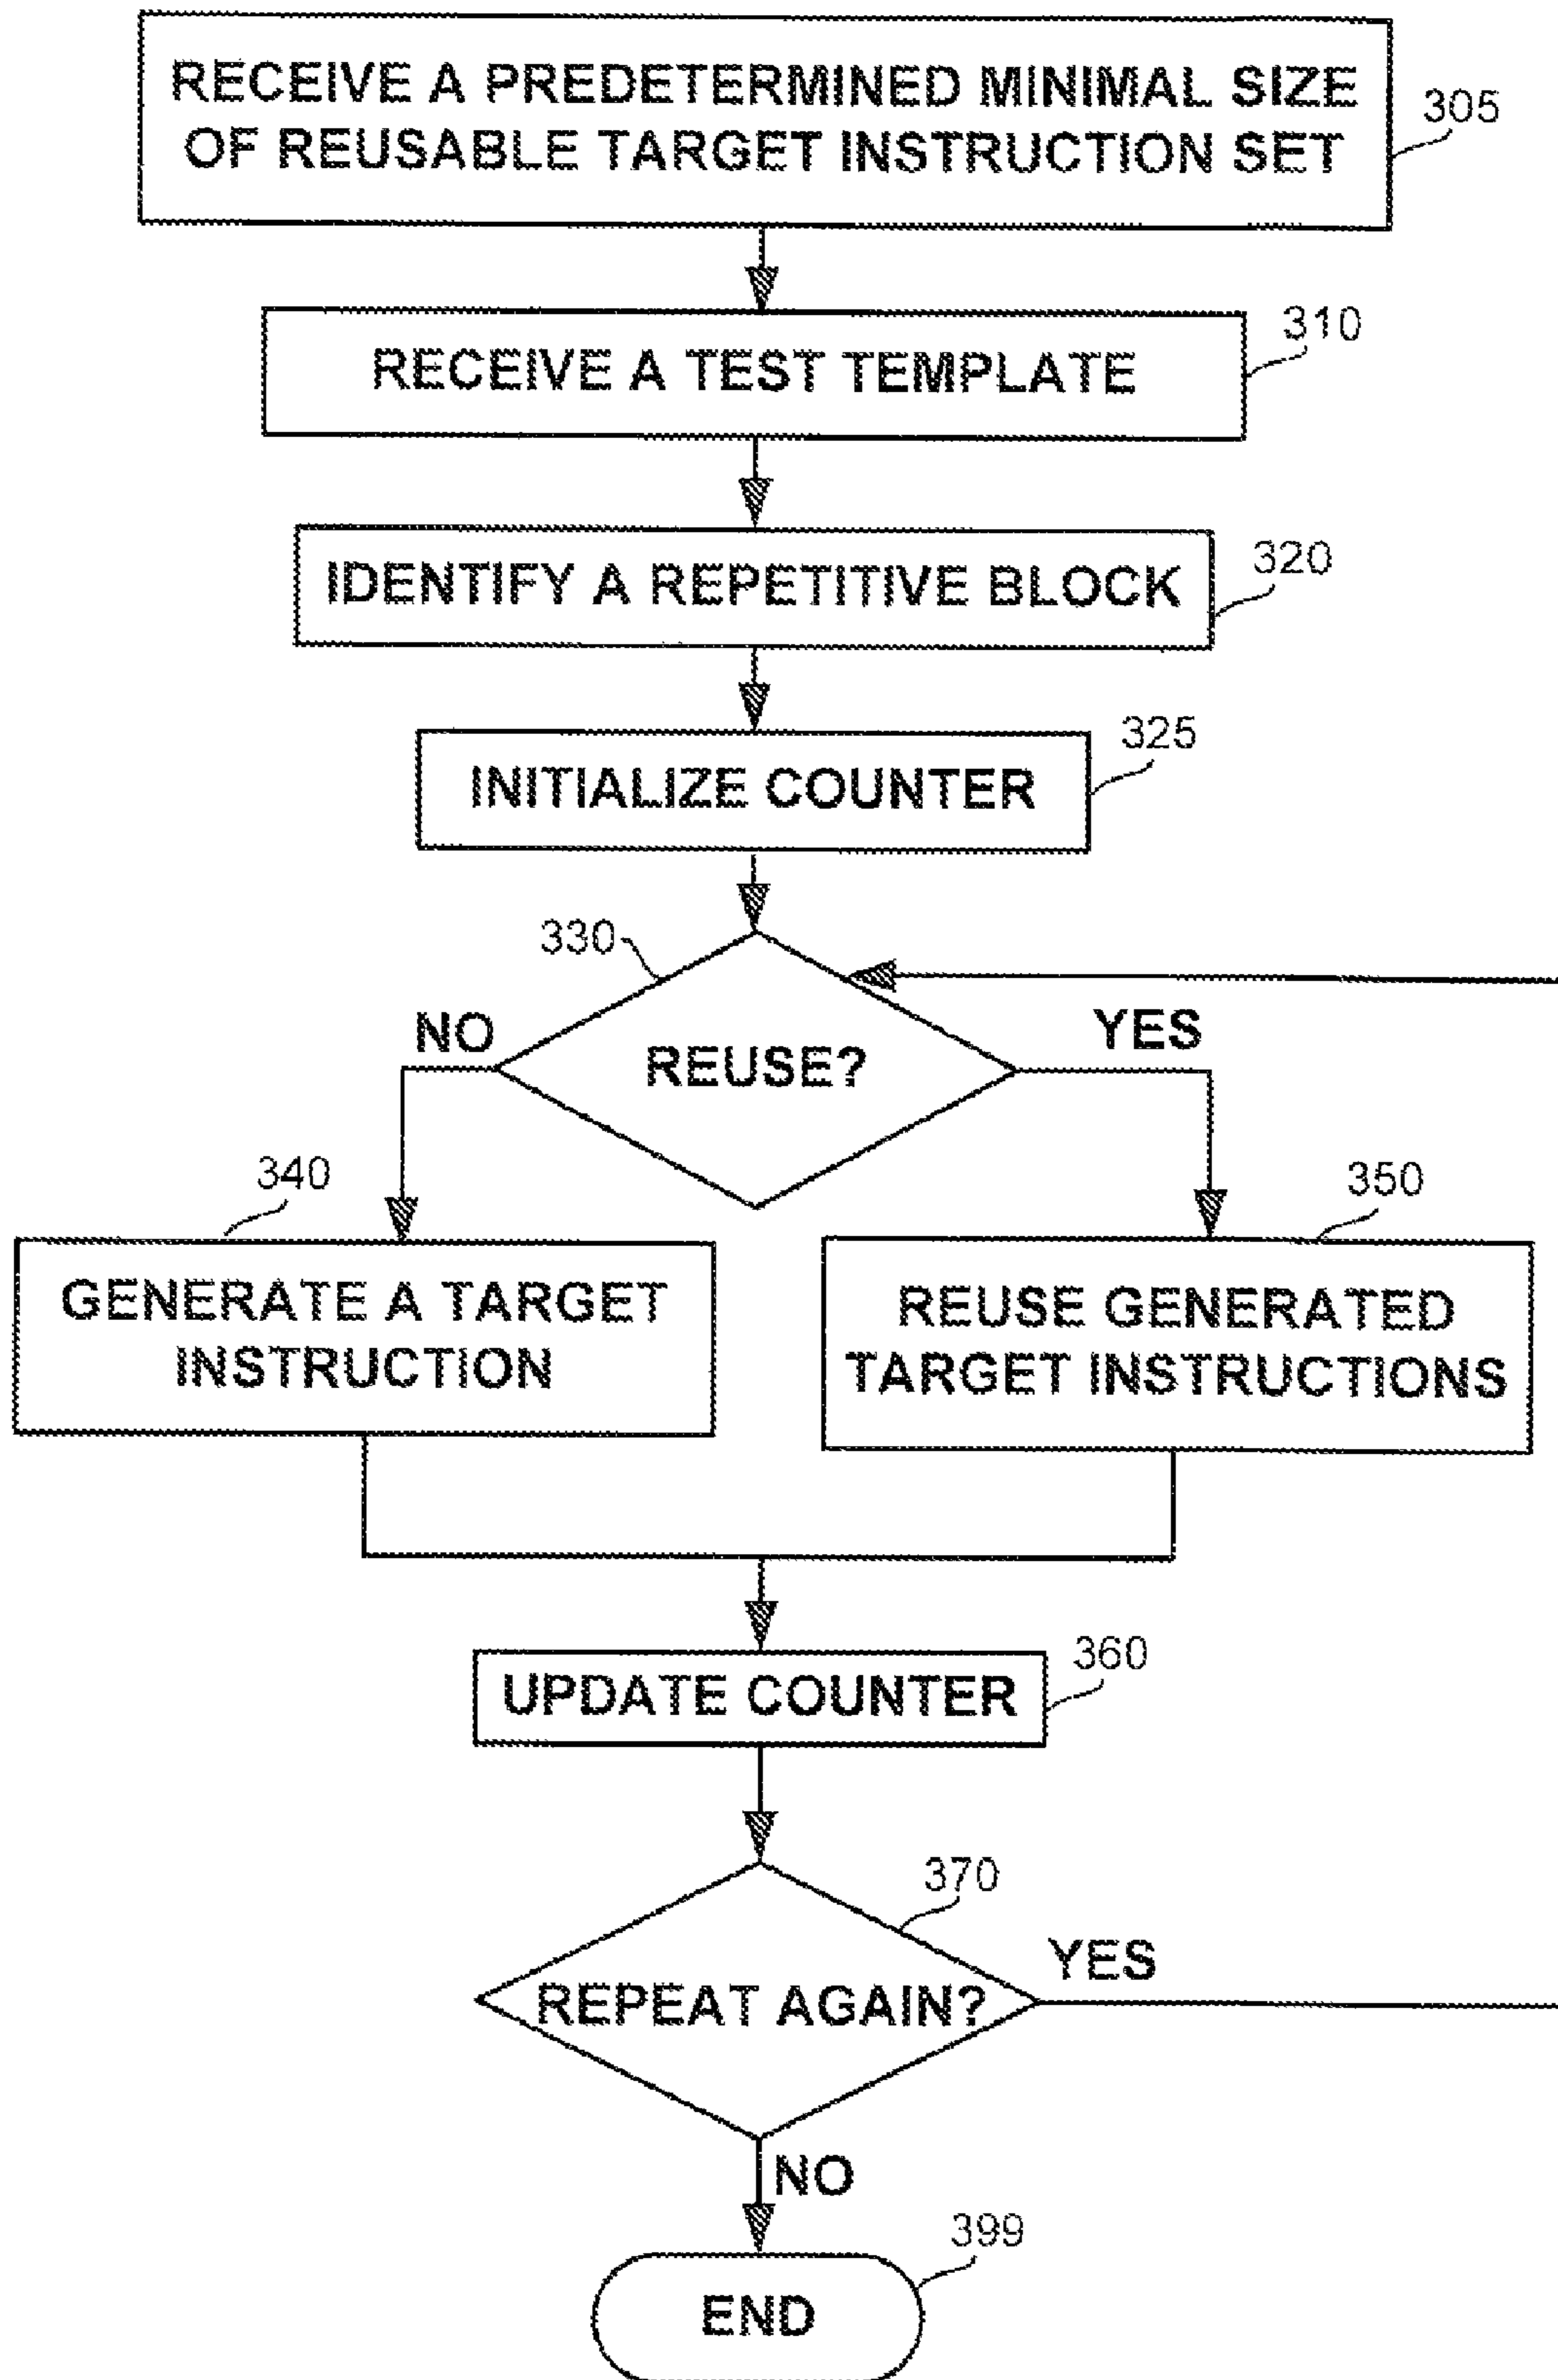 RECEIVE A PREDETERMINED MINIMAL SIZE
OF REUSABLE TARGET INSTRUCTION SET
305
RECEIVE A TEST TEMPLATE
310
IDENTIFY A REPETITIVE BLOCK
320
INITIALIZE COUNTER
325
330
REUSE?
NO
YES
340
GENERATE A TARGET
INSTRUCTION
350
REUSE GENERATED
TARGET INSTRUCTIONS
UPDATE COUNTER
360
370
REPEAT AGAIN?
YES
NO
399
END